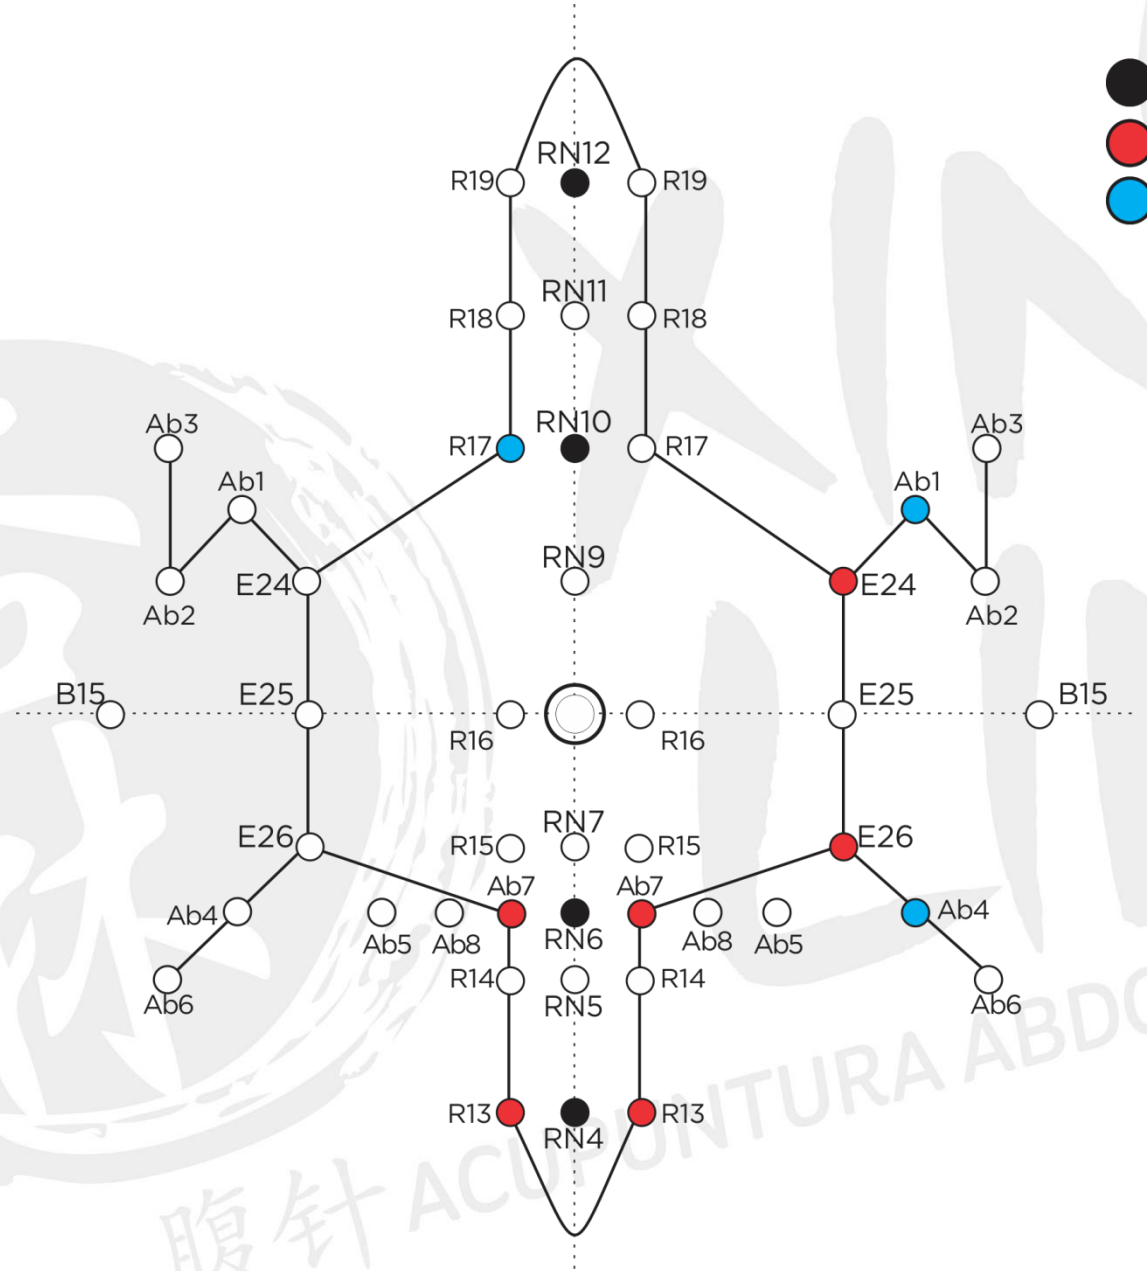 RN12
R19
R19
RN11
R18
R18
RN10
R17
R17
Ab3
Ab3
Ab1
Ab1
RN9
E24
E24
Ab2
Ab2
B15
E25
E25
B15
R16
R16
RN7
E26
R15
R15
E26
Ab7
Ab7
Ab4
Ab4
RN6
Ab5
Ab8
Ab8
Ab5
R14
R14
Ab6
RN5
Ab6
R13
R13
RN4
腹针 ACUPUNTURA ABDO